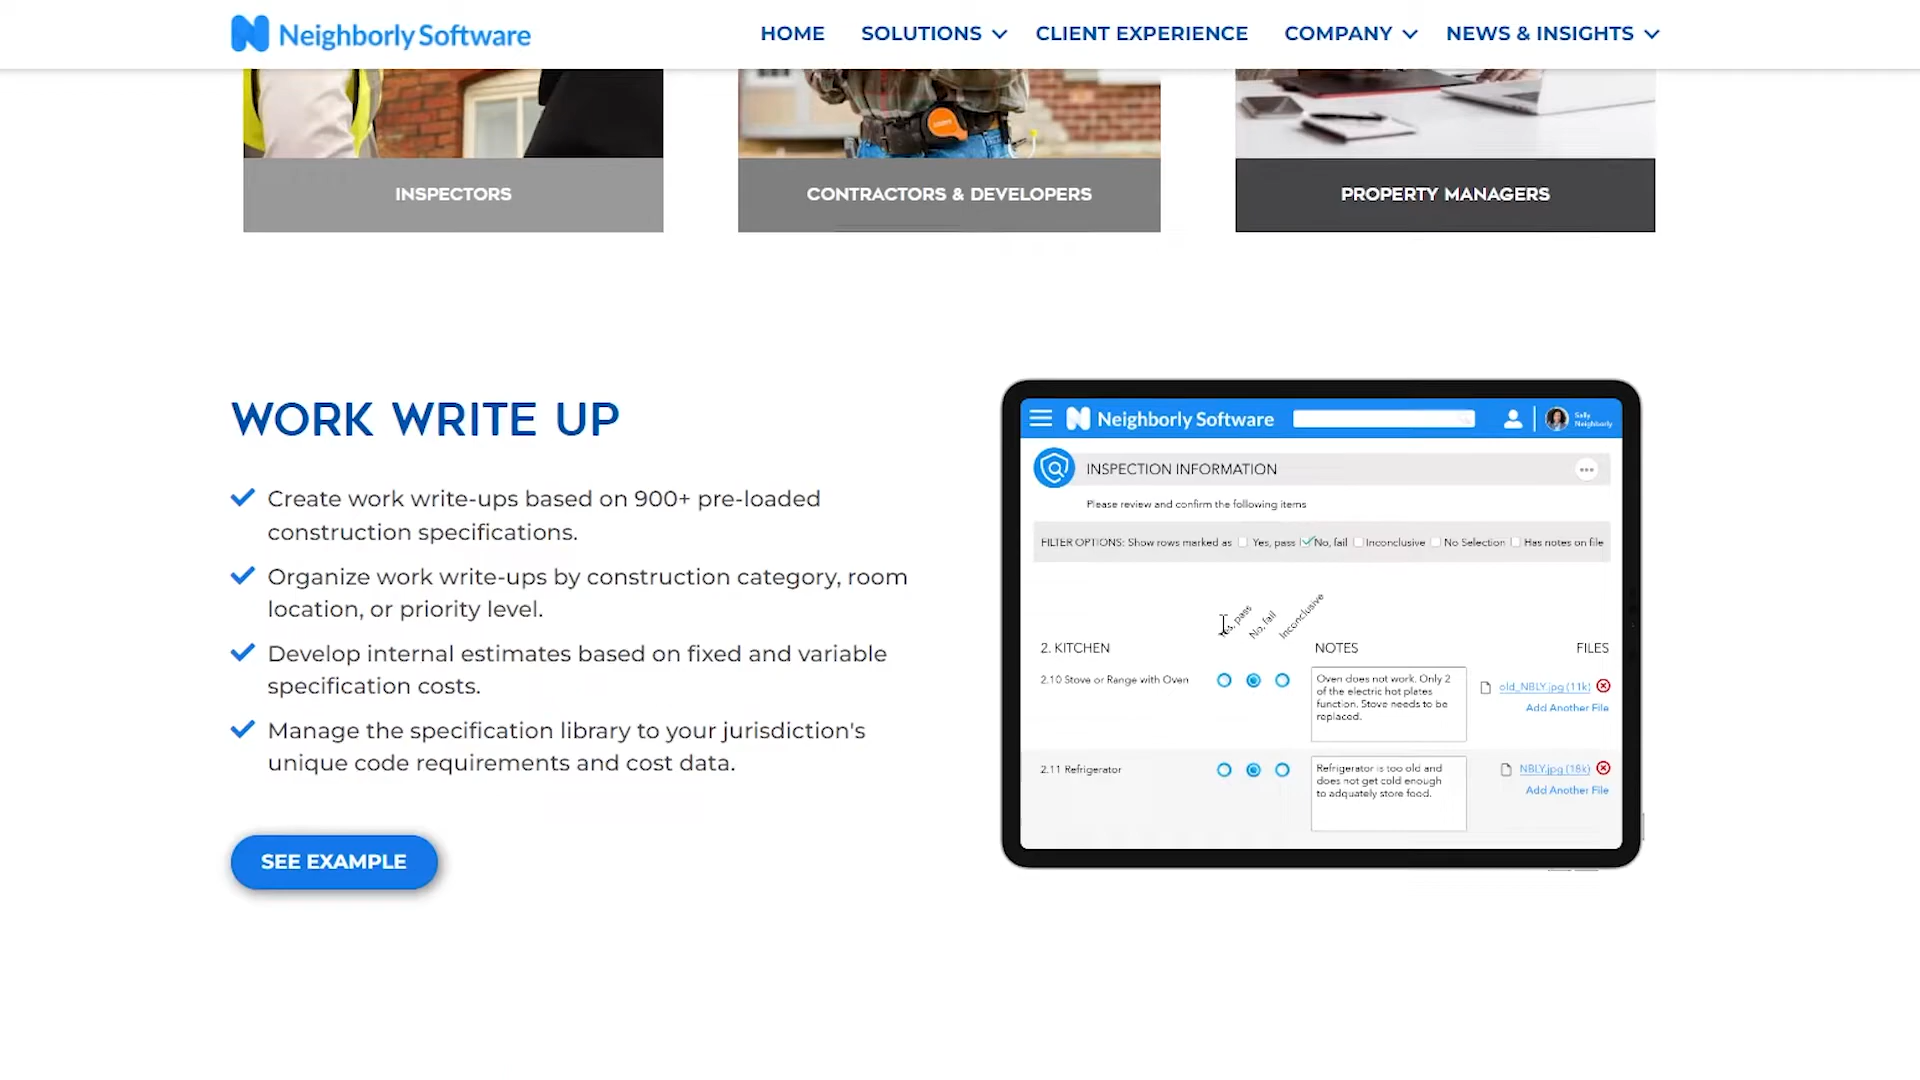 Neighborly Software
HOME SOLUTIONS CLIENT EXPERIENCE COMPANY NEWS & INSIGHTS
INSPECTORS
CONTRACTORS & DEVELOPERS
PROPERTY MANAGERS
WORK WRITE UP
Create work write-ups based on 900+ pre-loaded
construction specifications.
Organize work write-ups by construction category, room
location, or priority level.
Develop internal estimates based on fixed and variable
specification costs.
Manage the specification library to your jurisdiction's
unique code requirements and cost data.
SEE EXAMPLE
Neighborly Software
Sally
Neighborly
INSPECTION INFORMATION
Please review and confirm the following items
FILTER OPTIONS: Show rows marked as Yes, pass No, fail Inconclusive No Selection Has notes on file
Yes, pass
No, fail
Inconclusive
2. KITCHEN NOTES FILES
2.10 Stove or Range with Oven
Oven does not work. Only 2
of the electric hot plates
function. Stove needs to be
replaced.
old_NBLY.jpg (11k)
Add Another File
2.11 Refrigerator
Refrigerator is too old and
does not get cold enough
to adquately store food.
NBLY.jpg (18k)
Add Another File